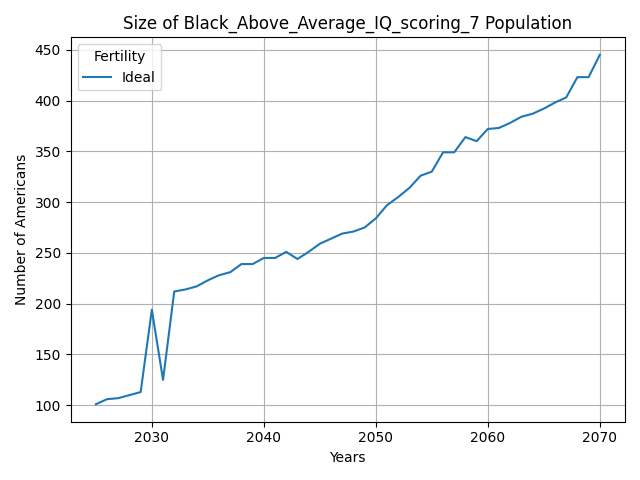 Size of Black_Above_Average_IQ_scoring_7 Population
Fertility
Ideal
450
400
350
300
250
200
150
100
Number of Americans
2030 2040 2050 2060 2070
Years